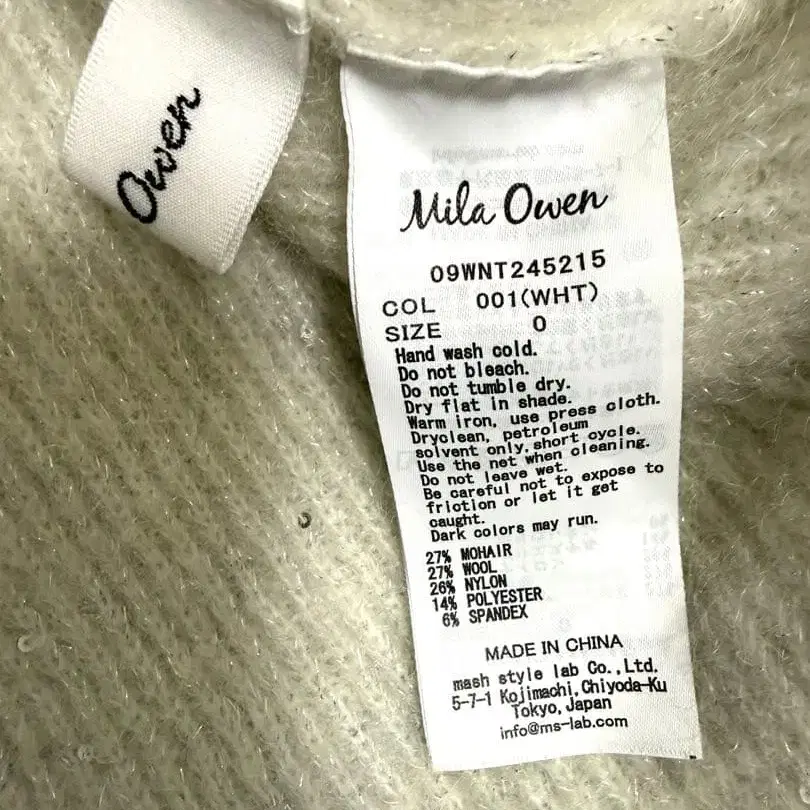 Owen
Mila Owen
09WNT245215
COL 001(WHT)
SIZE 0
Hand wash cold.
Do not bleach.
Do not tumble dry.
Dry flat in shade.
Warm iron, use press cloth.
Dryclean, petroleum
solvent only, short cycle.
Use the net when cleaning.
Do not leave wet.
Be careful not to expose to
friction or let it get
caught.
Dark colors may run.
27% MOHAIR
27% WOOL
26% NYLON
14% POLYESTER
6% SPANDEX
MADE IN CHINA
mash style lab Co.,Ltd.
5-7-1 Kojimachi,Chiyoda-Ku
Tokyo,Japan
info@ms-lab.com